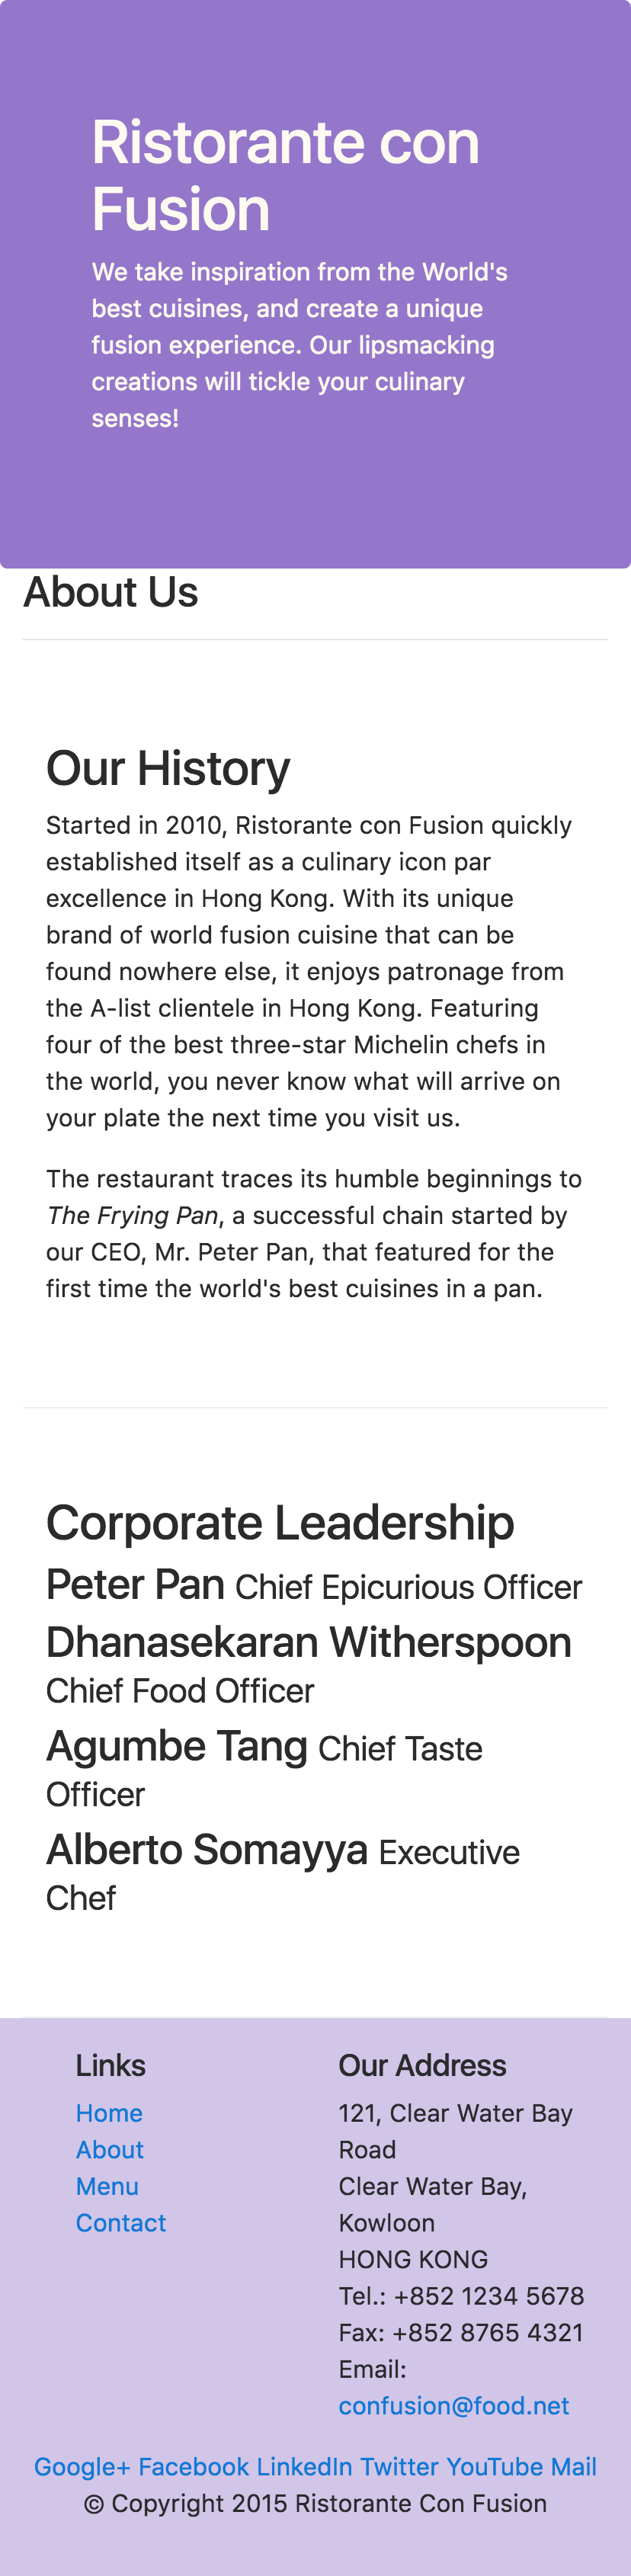 Ristorante con
Fusion
We take inspiration from the World's
best cuisines, and create a unique
fusion experience. Our lipsmacking
creations will tickle your culinary
senses!
About Us
Our History
Started in 2010, Ristorante con Fusion quickly
established itself as a culinary icon par
excellence in Hong Kong. With its unique
brand of world fusion cuisine that can be
found nowhere else, it enjoys patronage from
the A-list clientele in Hong Kong. Featuring
four of the best three-star Michelin chefs in
the world, you never know what will arrive on
your plate the next time you visit us.
The restaurant traces its humble beginnings to
The Frying Pan, a successful chain started by
our CEO, Mr. Peter Pan, that featured for the
first time the world's best cuisines in a pan.
Corporate Leadership
Peter Pan Chief Epicurious Officer
Dhanasekaran Witherspoon
Chief Food Officer
Agumbe Tang Chief Taste
Officer
Alberto Somayya Executive
Chef
Links
Home
About
Menu
Contact
Our Address
121, Clear Water Bay
Road
Clear Water Bay,
Kowloon
HONG KONG
Tel.: +852 1234 5678
Fax: +852 8765 4321
Email:
confusion@food.net
Google+ Facebook LinkedIn Twitter YouTube Mail
© Copyright 2015 Ristorante Con Fusion